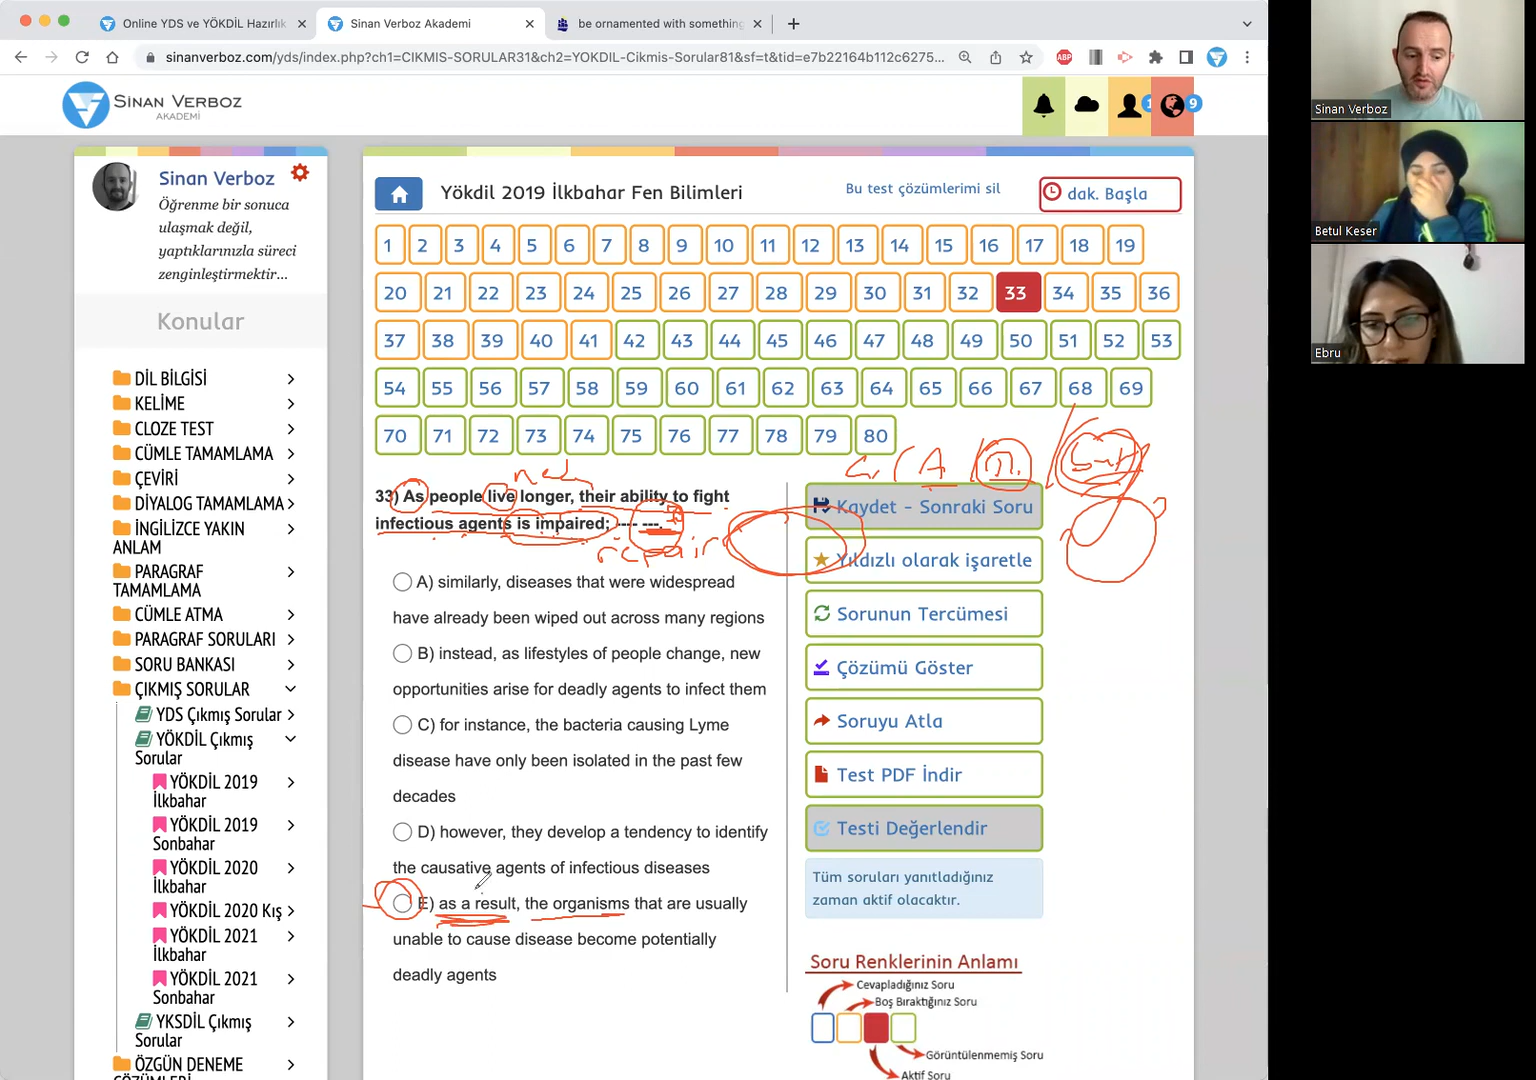 Online YDS ve YÖKDİL Hazırlık
Sinan Verboz Akademi
be ornamented with something
sinanverboz.com/yds/index.php?ch1=CIKMIS-SORULAR31&ch2=YOKDIL-Cikmis-Sorular81&sf=t&tid=e7b22164b112c6275...
ABP
SİNAN VERBOZ
AKADEMİ
1
9
Sinan Verboz
Öğrenme bir sonuca
ulaşmak değil,
yaptıklarınızla süreci
zenginleştirmektir...
Konular
DİL BİLGİSİ
KELİME
CLOZE TEST
CÜMLE TAMAMLAMA
ÇEVİRİ
DİYALOG TAMAMLAMA
İNGİLİZCE YAKIN
ANLAM
PARAGRAF
TAMAMLAMA
CÜMLE ATMA
PARAGRAF SORULARI
SORU BANKASI
ÇIKMIŞ SORULAR
YDS Çıkmış Sorular
YÖKDİL Çıkmış
Sorular
YÖKDİL 2019
İlkbahar
YÖKDİL 2019
Sonbahar
YÖKDİL 2020
İlkbahar
YÖKDİL 2020 Kış
YÖKDİL 2021
İlkbahar
YÖKDİL 2021
Sonbahar
YKSDİL Çıkmış
Sorular
ÖZGÜN DENEME
ÇÖZÜMLERİ
Yökdil 2019 İlkbahar Fen Bilimleri
Bu test çözümlerimi sil
dak. Başla
1 2 3 4 5 6 7 8 9 10 11 12 13 14 15 16 17 18 19
20 21 22 23 24 25 26 27 28 29 30 31 32 33 34 35 36
37 38 39 40 41 42 43 44 45 46 47 48 49 50 51 52 53
54 55 56 57 58 59 60 61 62 63 64 65 66 67 68 69
70 71 72 73 74 75 76 77 78 79 80
33) As people live longer, their ability to fight
infectious agents is impaired; ---- ---.
repair
A) similarly, diseases that were widespread
have already been wiped out across many regions
B) instead, as lifestyles of people change, new
opportunities arise for deadly agents to infect them
C) for instance, the bacteria causing Lyme
disease have only been isolated in the past few
decades
D) however, they develop a tendency to identify
the causative agents of infectious diseases
E) as a result, the organisms that are usually
unable to cause disease become potentially
deadly agents
Kaydet - Sonraki Soru
Yıldızlı olarak işaretle
Sorunun Tercümesi
Çözümü Göster
Soruyu Atla
Test PDF İndir
Testi Değerlendir
Tüm soruları yanıtladığınız
zaman aktif olacaktır.
Soru Renklerinin Anlamı
Cevapladığınız Soru
Boş Bıraktığınız Soru
Görüntülenmemiş Soru
Aktif Soru
Sinan Verboz
Betul Keser
Ebru